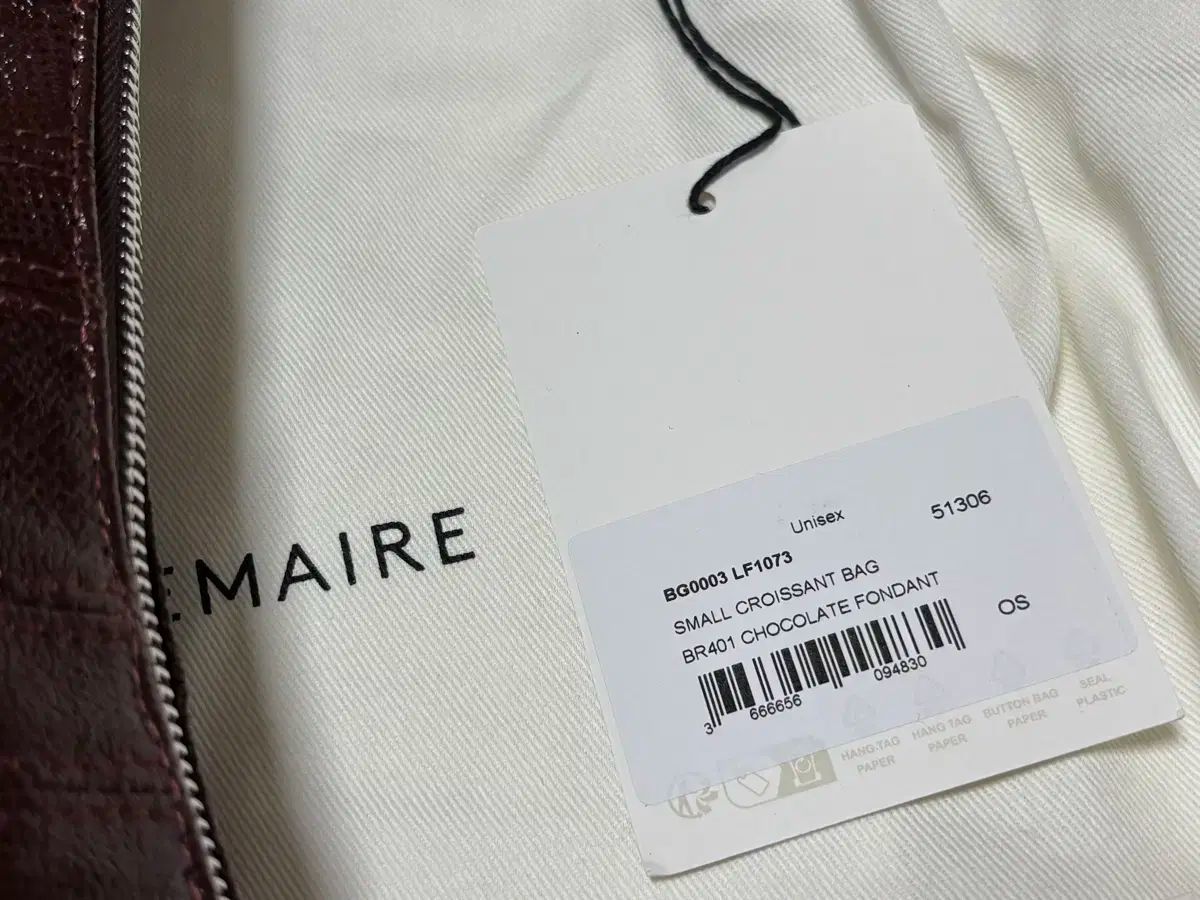 EMAIRE
Unisex 51306
BG0003 LF1073
SMALL CROISSANT BAG
BR401 CHOCOLATE FONDANT
OS
3 666656 094830
HANG TAG
PAPER
HANG TAG
PAPER
BUTTON BAG
PAPER
SEAL
PLASTIC